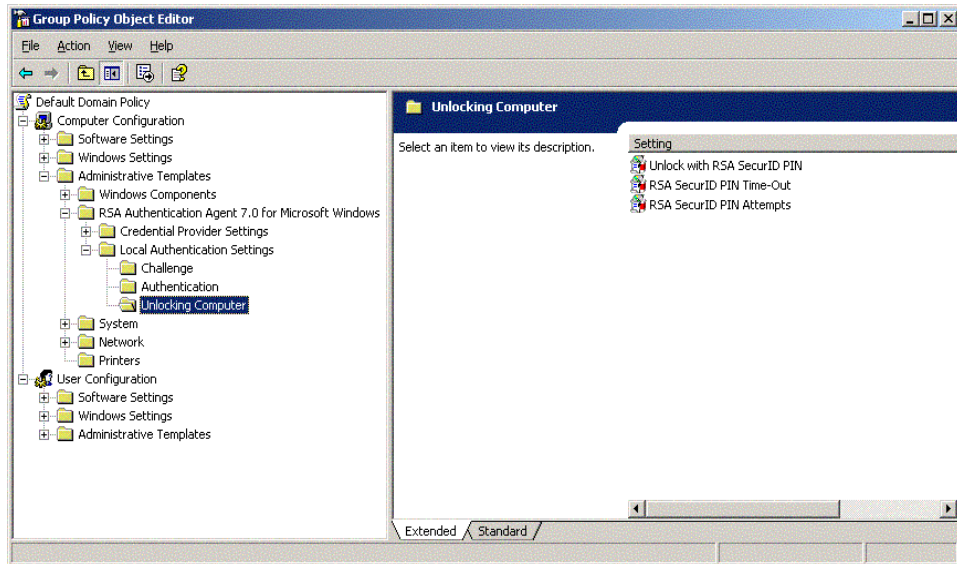 Group Policy Object Editor
File Action View Help
Default Domain Policy
Computer Configuration
Software Settings
Windows Settings
Administrative Templates
Windows Components
RSA Authentication Agent 7.0 for Microsoft Windows
Credential Provider Settings
Local Authentication Settings
Challenge
Authentication
Unlocking Computer
System
Network
Printers
User Configuration
Software Settings
Windows Settings
Administrative Templates
Unlocking Computer
Select an item to view its description.
Setting
Unlock with RSA SecurID PIN
RSA SecurID PIN Time-Out
RSA SecurID PIN Attempts
Extended Standard